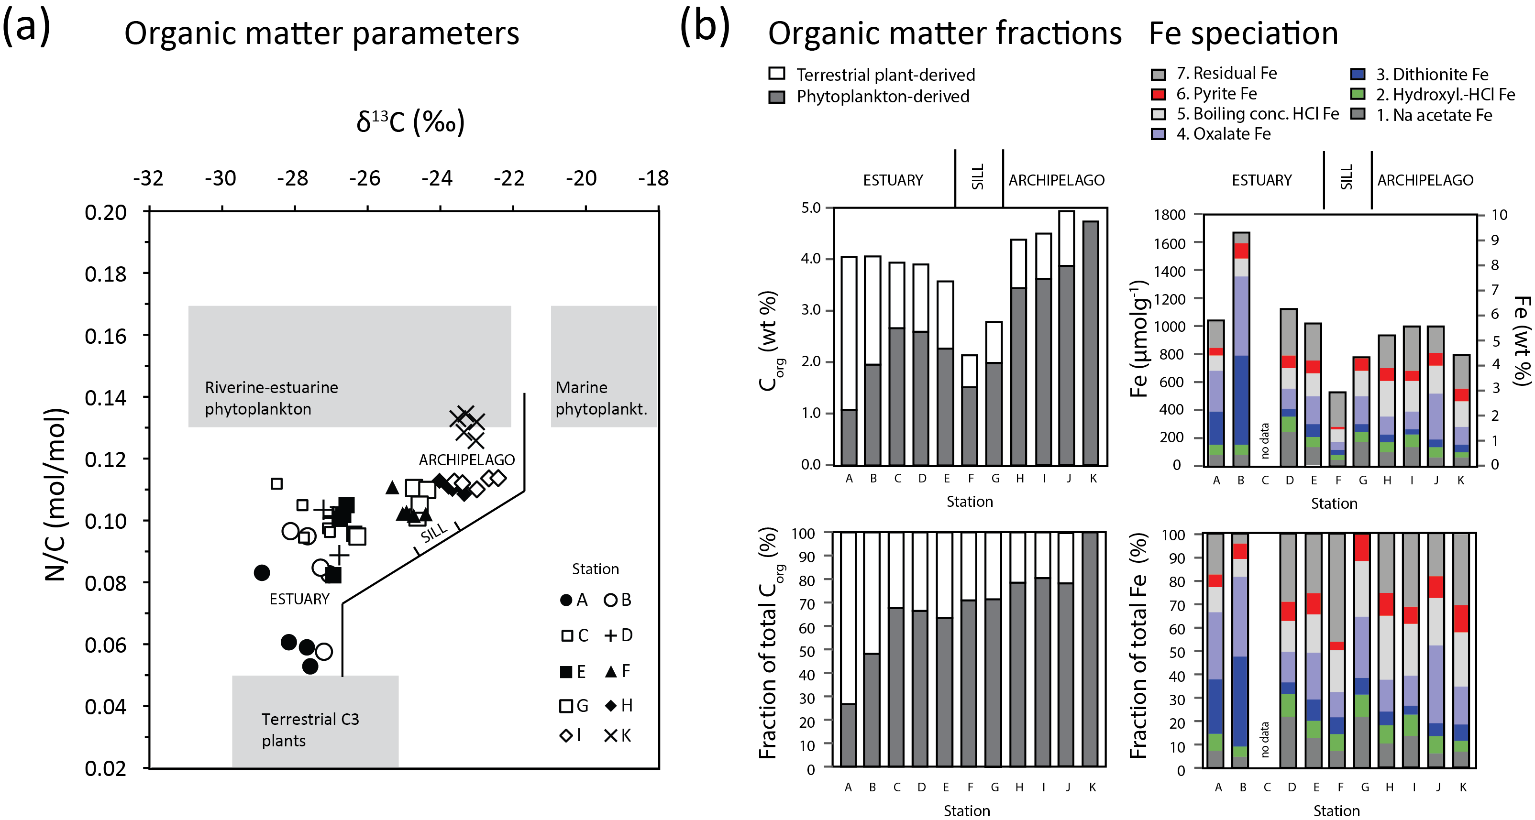 (a)
Organic matter parameters
δ¹³C (‰)
-32 -30 -28 -26 -24 -22 -20 -18
0.20
0.18
0.16
0.14
0.12
0.10
0.08
0.06
0.04
0.02
N/C (mol/mol)
Riverine-estuarine
phytoplankton
Marine
phytoplankt.
ARCHIPELAGO
SILL
ESTUARY
Terrestrial C3
plants
Station
A B
C D
E F
G H
I K
(b)
Organic matter fractions
Terrestrial plant-derived
Phytoplankton-derived
ESTUARY SILL ARCHIPELAGO
5.0
4.0
3.0
2.0
1.0
0.0
C org (wt %)
A B C D E F G H I J K
Station
100
90
80
70
60
50
40
30
20
10
0
Fraction of total C org (%)
A B C D E F G H I J K
Station
Fe speciation
7. Residual Fe
6. Pyrite Fe
5. Boiling conc. HCl Fe
4. Oxalate Fe
3. Dithionite Fe
2. Hydroxyl.-HCl Fe
1. Na acetate Fe
ESTUARY SILL ARCHIPELAGO
1800
1600
1400
1200
1000
800
600
400
200
0
Fe (μmolg⁻¹)
10
9
8
7
6
5
4
3
2
1
0
Fe (wt %)
no data
A B C D E F G H I J K
Station
100
90
80
70
60
50
40
30
20
10
0
Fraction of total Fe (%)
no data
A B C D E F G H I J K
Station